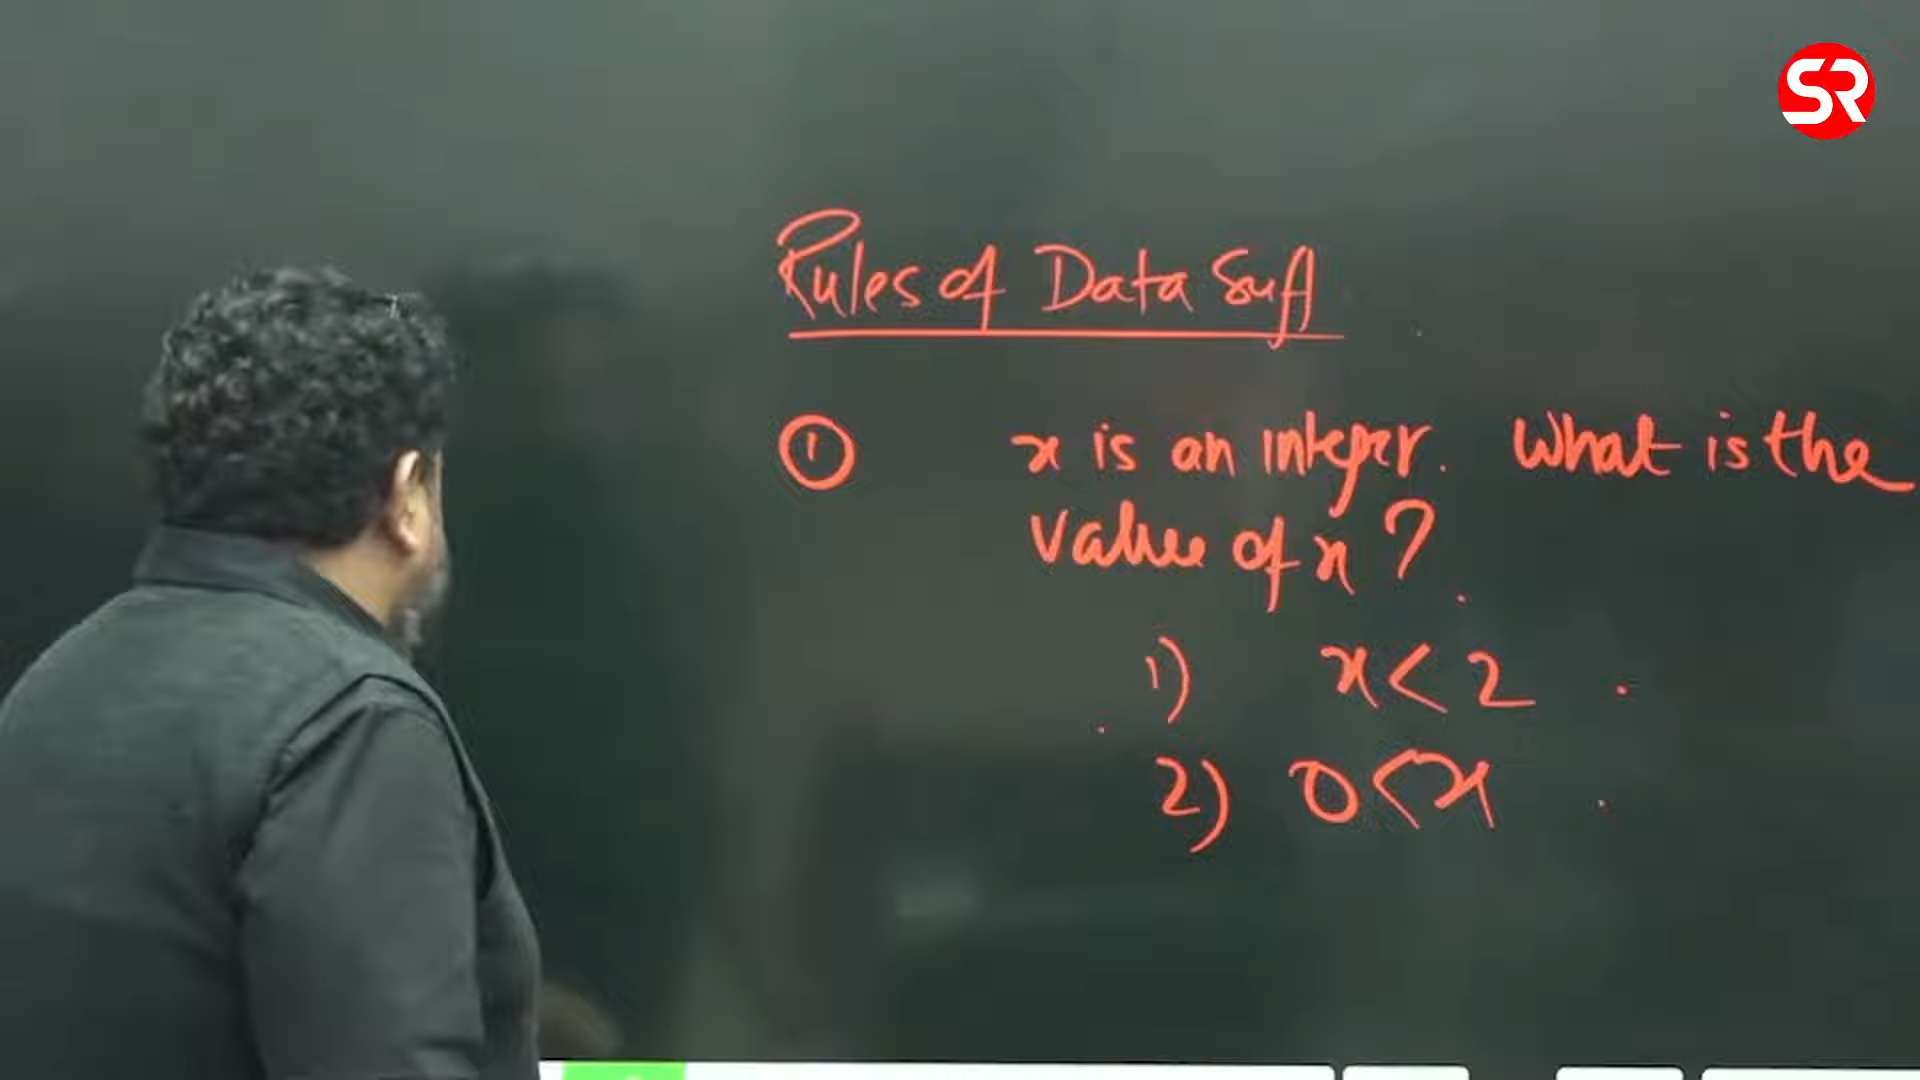 SR
Rules of Data Suff
① x is an integer. What is the
value of x?
1) x < 2
2) 0 < x